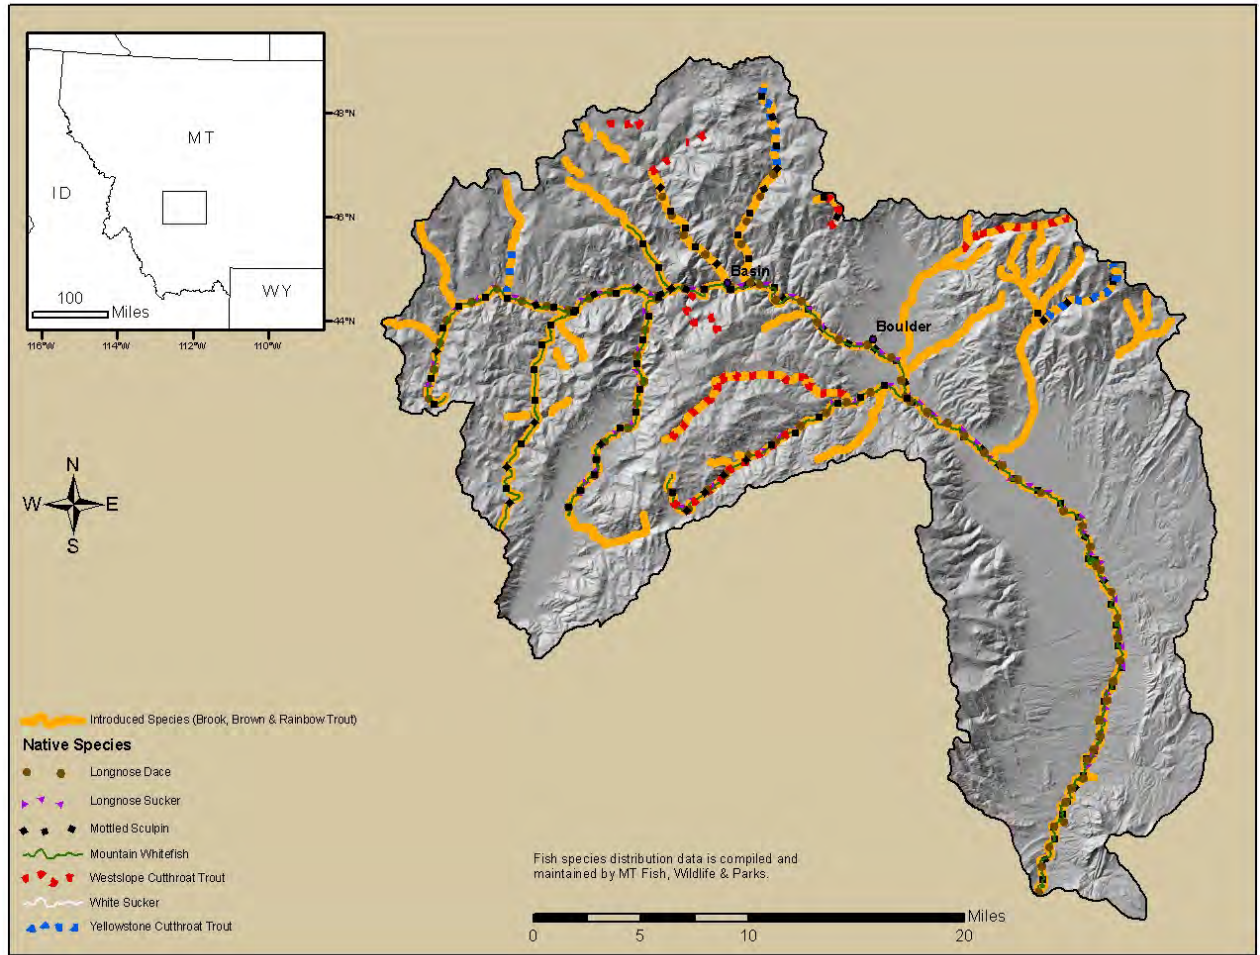 MT
ID
WY
100
Miles
48°N
46°N
44°N
116°W
114°W
112°W
110°W
Basin
Boulder
N
W E
S
Introduced Species (Brook, Brown & Rainbow Trout)
Native Species
Longnose Dace
Longnose Sucker
Mottled Sculpin
Mountain Whitefish
Westslope Cutthroat Trout
White Sucker
Yellowstone Cutthroat Trout
Fish species distribution data is compiled and
maintained by MT Fish, Wildlife & Parks.
Miles
0 5 10 20